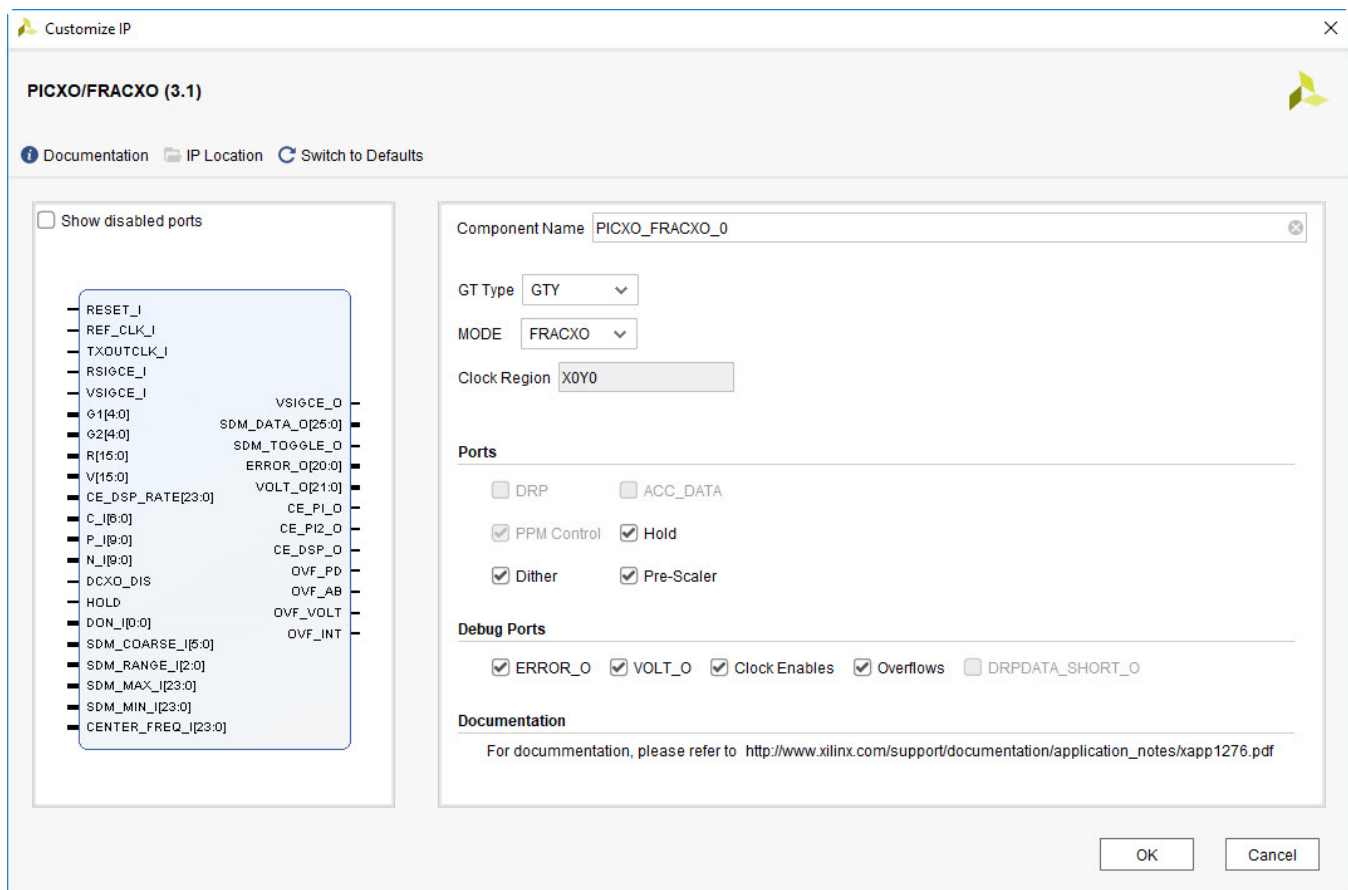 Customize IP
PICXO/FRACXO (3.1)
Documentation IP Location Switch to Defaults
Show disabled ports
RESET_I
REF_CLK_I
TXOUTCLK_I
RSIGCE_I
VSIGCE_I
G1[4:0]
G2[4:0]
R[15:0]
V[15:0]
CE_DSP_RATE[23:0]
C_I[6:0]
P_I[9:0]
N_I[9:0]
DCXO_DIS
HOLD
DON_I[0:0]
SDM_COARSE_I[5:0]
SDM_RANGE_I[2:0]
SDM_MAX_I[23:0]
SDM_MIN_I[23:0]
CENTER_FREQ_I[23:0]
VSIGCE_O
SDM_DATA_O[25:0]
SDM_TOGGLE_O
ERROR_O[20:0]
VOLT_O[21:0]
CE_PI_O
CE_PI2_O
CE_DSP_O
OVF_PD
OVF_AB
OVF_VOLT
OVF_INT
Component Name PICXO_FRACXO_0
GT Type GTY
MODE FRACXO
Clock Region X0Y0
Ports
DRP ACC_DATA
PPM Control Hold
Dither Pre-Scaler
Debug Ports
ERROR_O VOLT_O Clock Enables Overflows DRPDATA_SHORT_O
Documentation
For docummentation, please refer to http://www.xilinx.com/support/documentation/application_notes/xapp1276.pdf
OK Cancel